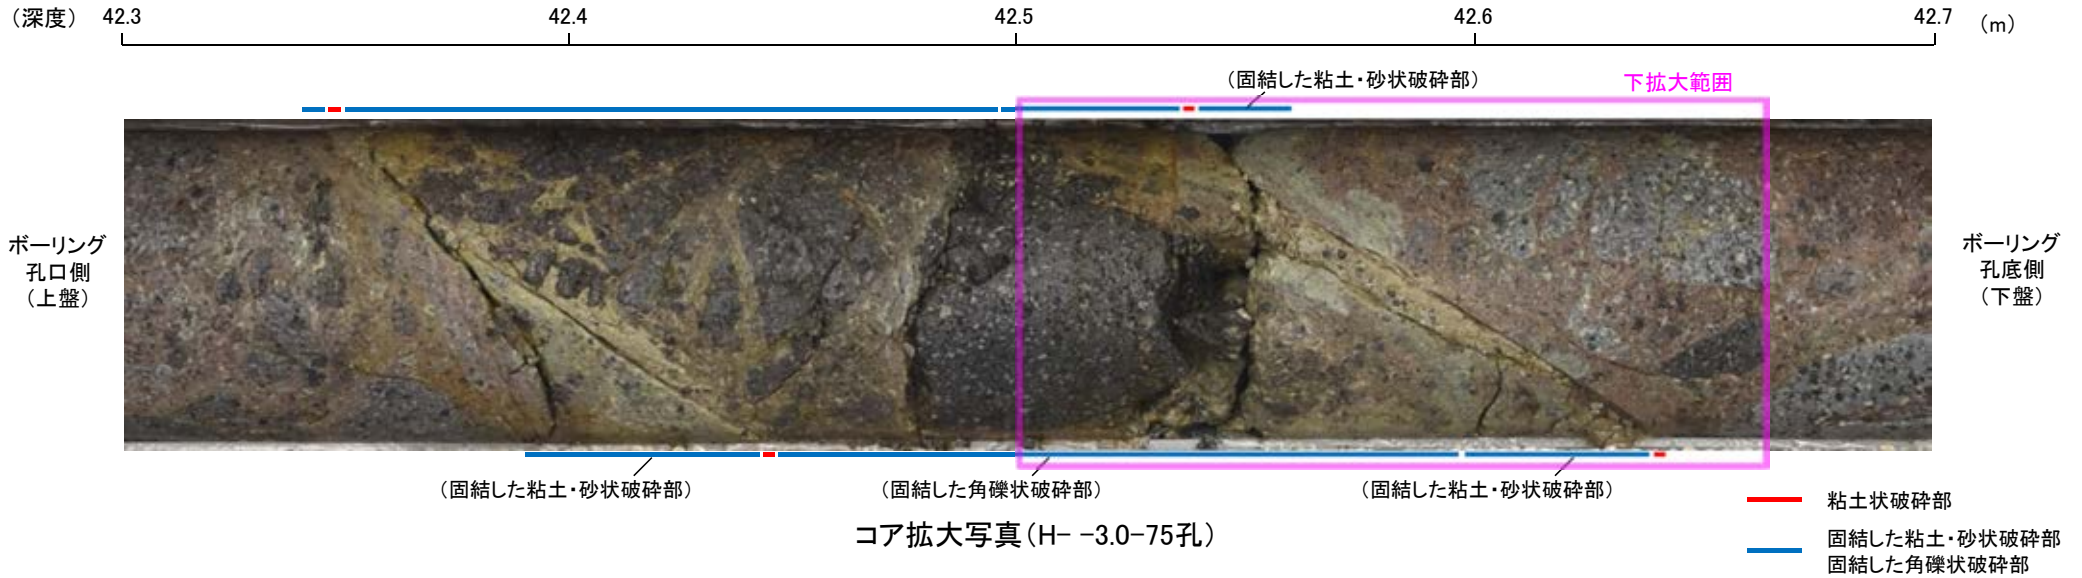 （深度） 42.3 42.4 42.5 42.6 42.7 （m）
（固結した粘土・砂状破砕部）
下拡大範囲
ボーリング
孔口側
（上盤）
ボーリング
孔底側
（下盤）
（固結した粘土・砂状破砕部）
（固結した角礫状破砕部）
（固結した粘土・砂状破砕部）
コア拡大写真（H- -3.0-75孔）
粘土状破砕部
固結した粘土・砂状破砕部
固結した角礫状破砕部